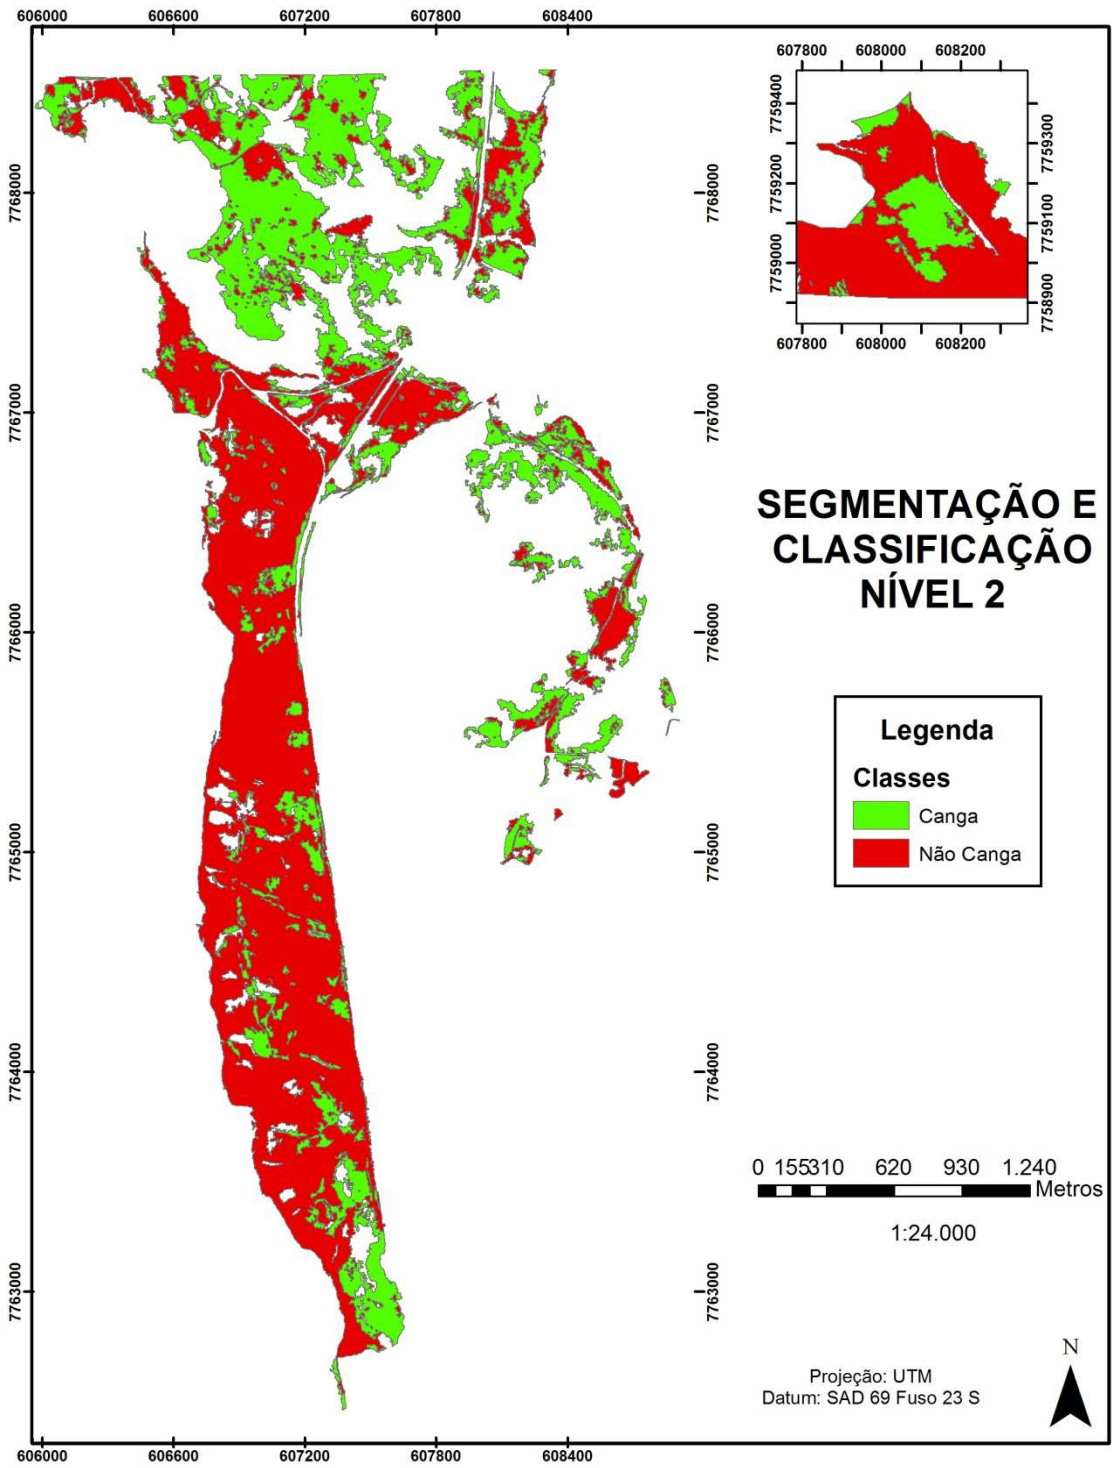 606000 606600 607200 607800 608400
607800 608000 608200
7759400
7759300
7759200
7759100
7759000
7758900
607800 608000 608200
7768000 7768000
7767000 7767000
SEGMENTAÇÃO E
CLASSIFICAÇÃO
NÍVEL 2
7766000 7766000
Legenda
Classes
Canga
Não Canga
7765000 7765000
7764000 7764000
0 155310 620 930 1.240
Metros
1:24.000
7763000 7763000
N
Projeção: UTM
Datum: SAD 69 Fuso 23 S
606000 606600 607200 607800 608400